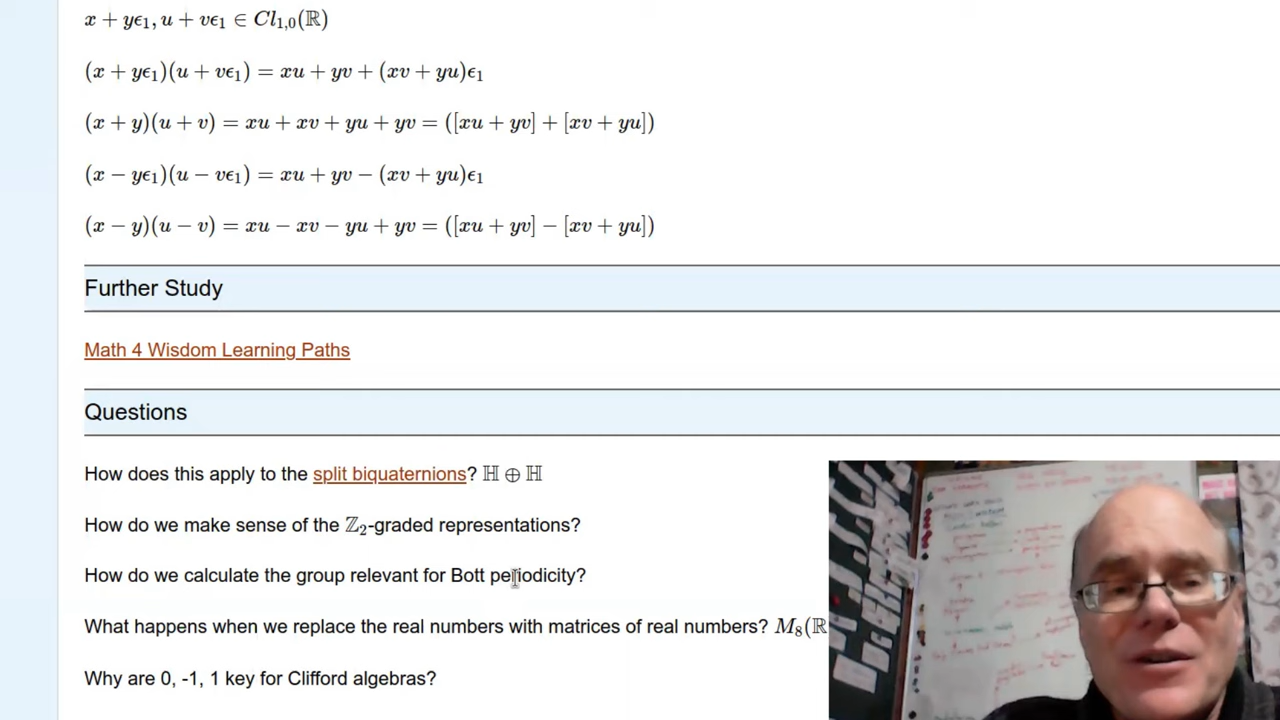 x + yϵ₁, u + vϵ₁ ∈ Cl₁,₀(ℝ)
(x + yϵ₁)(u + vϵ₁) = xu + yv + (xv + yu)ϵ₁
(x + y)(u + v) = xu + xv + yu + yv = ([xu + yv] + [xv + yu])
(x − yϵ₁)(u − vϵ₁) = xu + yv − (xv + yu)ϵ₁
(x − y)(u − v) = xu − xv − yu + yv = ([xu + yv] − [xv + yu])
Further Study
Math 4 Wisdom Learning Paths
Questions
How does this apply to the split biquaternions? ℍ ⊕ ℍ
How do we make sense of the ℤ₂-graded representations?
How do we calculate the group relevant for Bott periodicity?
What happens when we replace the real numbers with matrices of real numbers? M₈(ℝ
Why are 0, -1, 1 key for Clifford algebras?